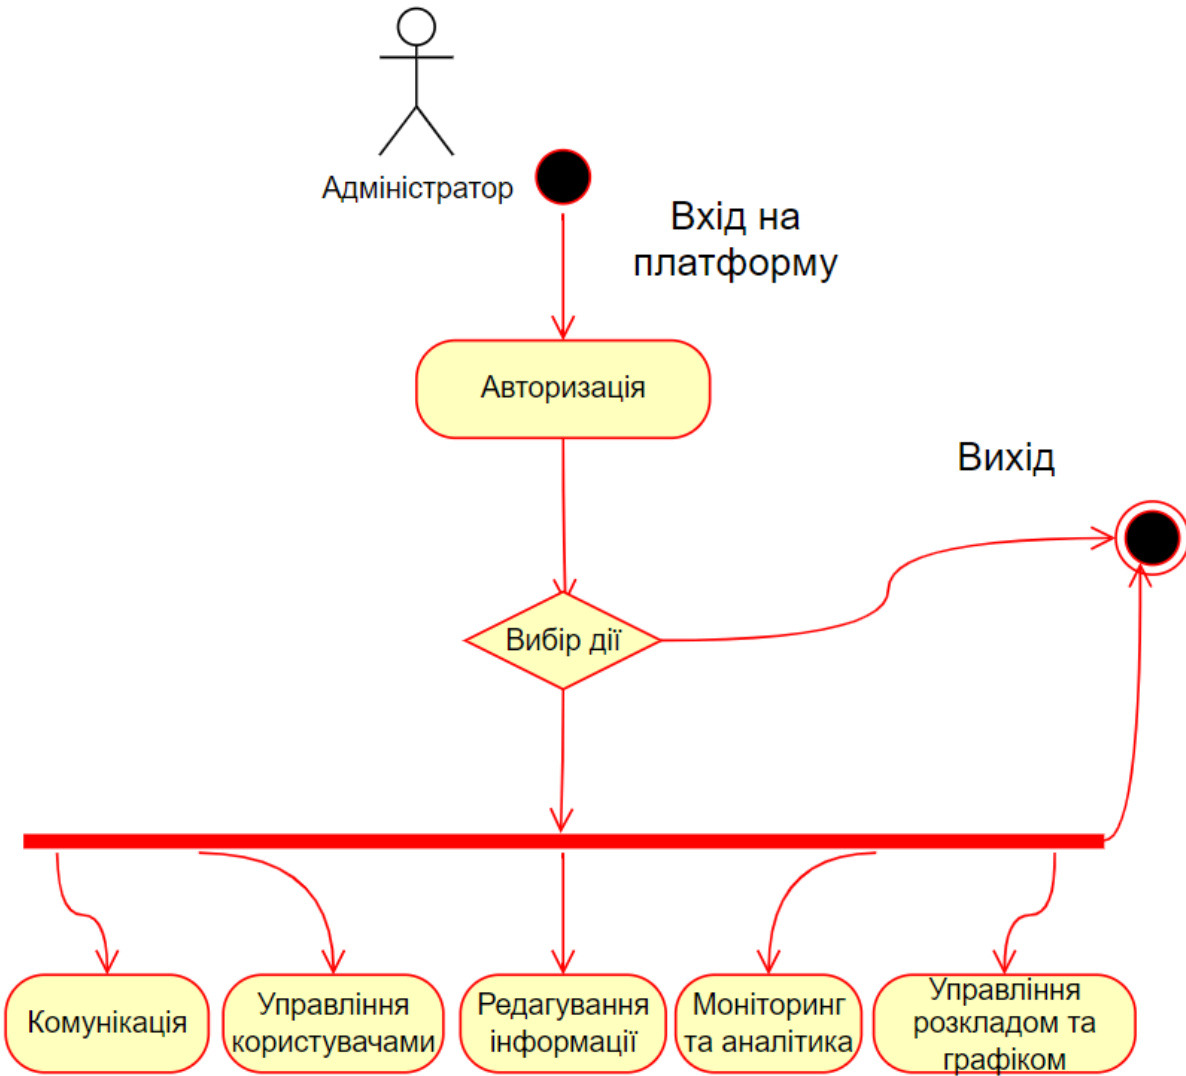 Адміністратор
Вхід на
платформу
Авторизація
Вихід
Вибір дії
Комунікація
Управління
користувачами
Редагування
інформації
Моніторинг
та аналітика
Управління
розкладом та
графіком